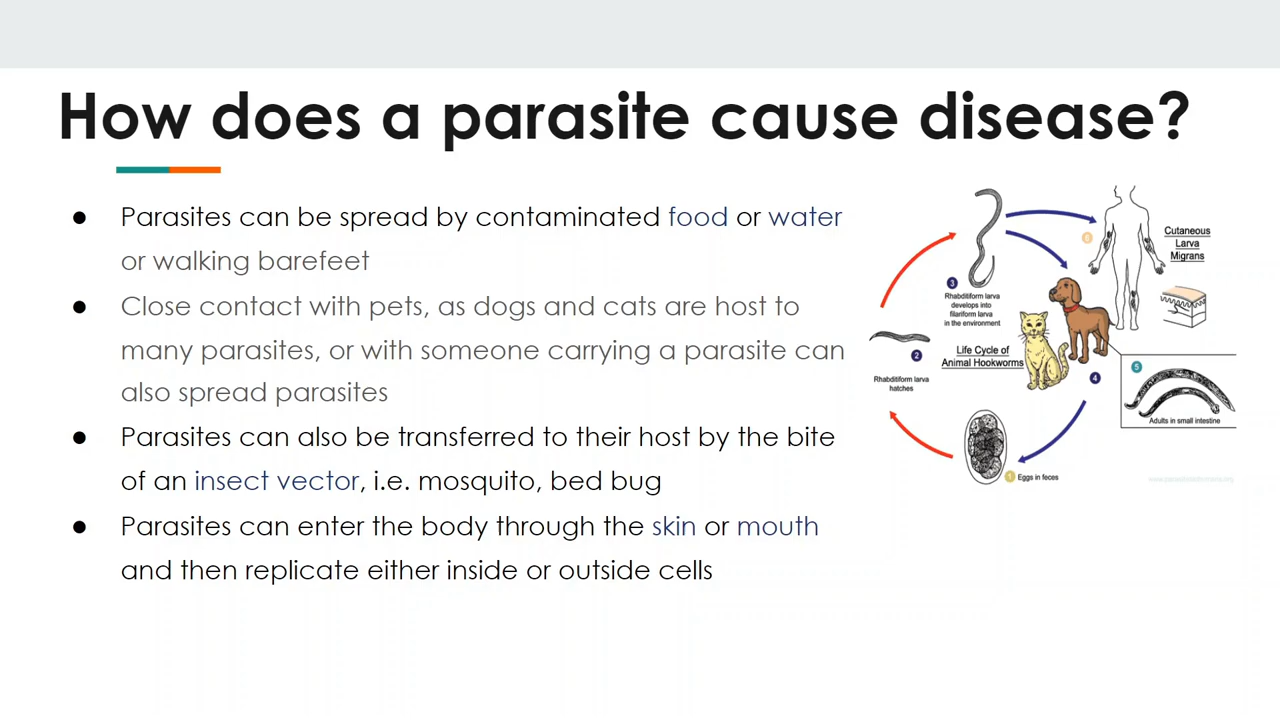 How does a parasite cause disease?
● Parasites can be spread by contaminated food or water
or walking barefeet
● Close contact with pets, as dogs and cats are host to
many parasites, or with someone carrying a parasite can
also spread parasites
● Parasites can also be transferred to their host by the bite
of an insect vector, i.e. mosquito, bed bug
● Parasites can enter the body through the skin or mouth
and then replicate either inside or outside cells
6
Cutaneous
Larva
Migrans
3
Rhabditiform larva
develops into
filariform larva
in the environment
2
Rhabditiform larva
hatches
Life Cycle of
Animal Hookworms
4
5
Adults in small intestine
1
Eggs in feces